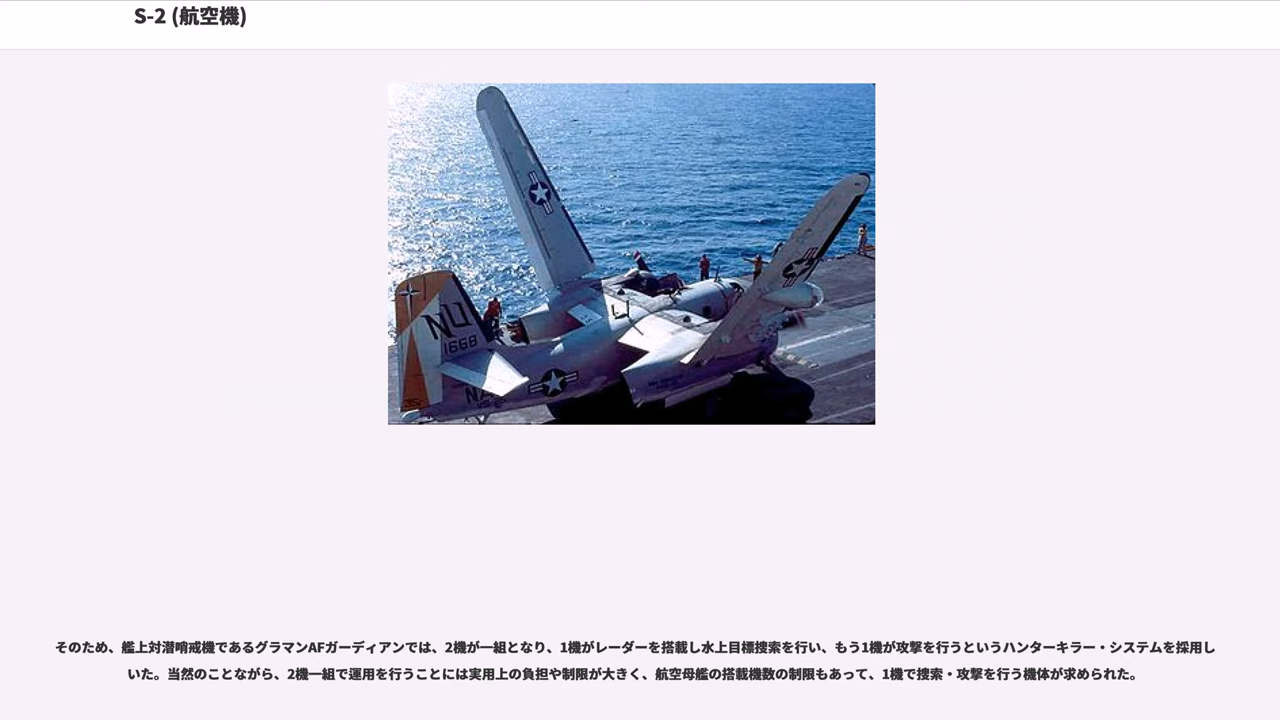 S-2 (航空機)
NU
1668
NA
そのため、艦上対潜哨戒機であるグラマンAFガーディアンでは、2機が一組となり、1機がレーダーを搭載し水上目標捜索を行い、もう1機が攻撃を行うというハンターキラー・システムを採用し
いた。当然のことながら、2機一組で運用を行うことには実用上の負担や制限が大きく、航空母艦の搭載機数の制限もあって、1機で捜索・攻撃を行う機体が求められた。